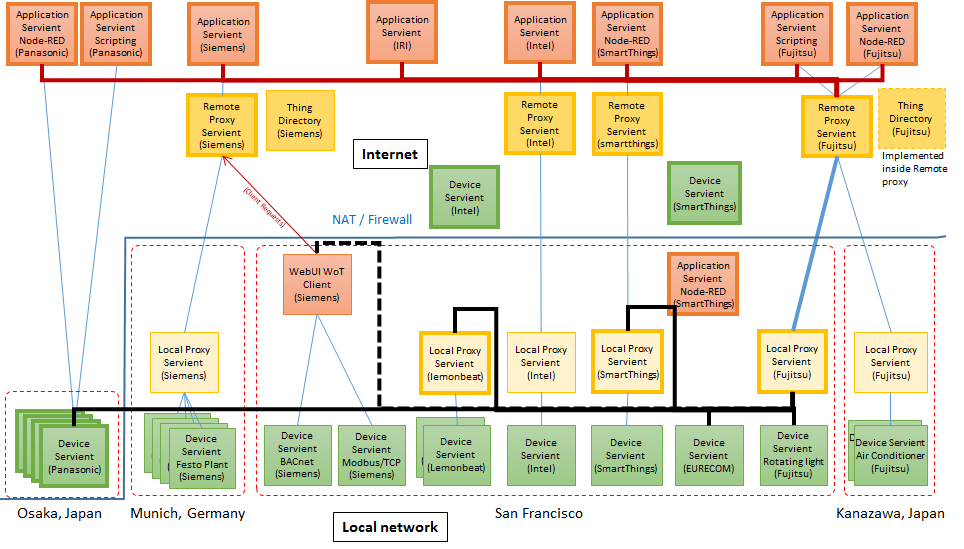 Application
Servient
Node-RED
(Panasonic)
Application
Servient
Scripting
(Panasonic)
Application
Servient
(Siemens)
Application
Servient
(IRI)
Application
Servient
(Intel)
Application
Servient
Node-RED
(SmartThings)
Application
Servient
Scripting
(Fujitsu)
Application
Servient
Node-RED
(Fujitsu)
Remote
Proxy
Servient
(Siemens)
Thing
Directory
(Siemens)
Remote
Proxy
Servient
(Intel)
Remote
Proxy
Servient
(smartthings)
Remote
Proxy
Servient
(Fujitsu)
Thing
Directory
(Fujitsu)
Implemented
inside Remote
proxy
Internet
Device
Servient
(Intel)
Device
Servient
(SmartThings)
(Client Requests)
NAT / Firewall
WebUI WoT
Client
(Siemens)
Application
Servient
Node-RED
(SmartThings)
Local Proxy
Servient
(Siemens)
Local Proxy
Servient
(lemonbeat)
Local Proxy
Servient
(Intel)
Local Proxy
Servient
(SmartThings)
Local Proxy
Servient
(Fujitsu)
Local Proxy
Servient
(Fujitsu)
Device
Servient
(Panasonic)
Device
Servient
Festo Plant
(Siemens)
Device
Servient
BACnet
(Siemens)
Device
Servient
Modbus/TCP
(Siemens)
Device
Servient
(Lemonbeat)
Device
Servient
(Intel)
Device
Servient
(SmartThings)
Device
Servient
(EURECOM)
Device
Servient
Rotating light
(Fujitsu)
Device Servient
Air Conditioner
(Fujitsu)
Osaka, Japan
Munich, Germany
San Francisco
Kanazawa, Japan
Local network